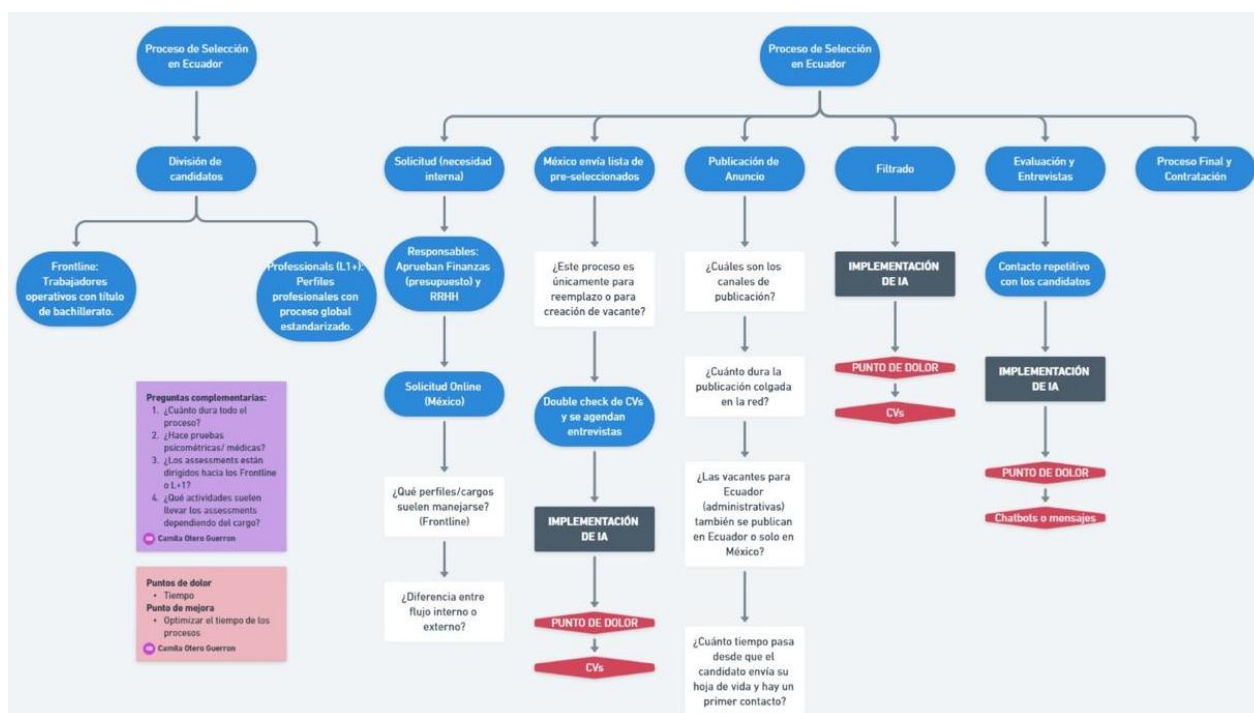 Proceso de Selección
en Ecuador
División de
candidatos
Frontline:
Trabajadores
operativos con título
de bachillerato.
Professionals (L1+):
Perfiles
profesionales con
proceso global
estandarizado.
Preguntas complementarías:
1. ¿Cuánto dura todo el
proceso?
2. ¿Hace pruebas
psicométricas/ médicas?
3. ¿Los assessments están
dirigidos hacia los Frontline
o L+1?
4. ¿Qué actividades suelen
llevar los assessments
dependiendo del cargo?
Camila Otero Guerron
Puntos de dolor
• Tiempo
Punto de mejora
• Optimizar el tiempo de los
procesos
Camila Otero Guerron
Proceso de Selección
en Ecuador
Solicitud (necesidad
interna)
Responsables:
Aprueban Finanzas
(presupuesto) y
RRHH
Solicitud Online
(México)
¿Qué perfiles/cargos
suelen manejarse?
(Frontline)
¿Diferencia entre
flujo interno o
externo?
México envía lista de
pre-seleccionados
¿Este proceso es
únicamente para
reemplazo o para
creación de vacante?
Double check de CVs
y se agendan
entrevistas
IMPLEMENTACIÓN
DE IA
PUNTO DE DOLOR
CVs
Publicación de
Anuncio
¿Cuáles son los
canales de
publicación?
¿Cuánto dura la
publicación colgada
en la red?
¿Las vacantes para
Ecuador
(administrativas)
también se publican
en Ecuador o solo en
México?
¿Cuánto tiempo pasa
desde que el
candidato envía su
hoja de vida y hay un
primer contacto?
Filtrado
IMPLEMENTACIÓN
DE IA
PUNTO DE DOLOR
CVs
Evaluación y
Entrevistas
Contacto repetitivo
con los candidatos
IMPLEMENTACIÓN
DE IA
PUNTO DE DOLOR
Chatbots o mensajes
Proceso Final y
Contratación